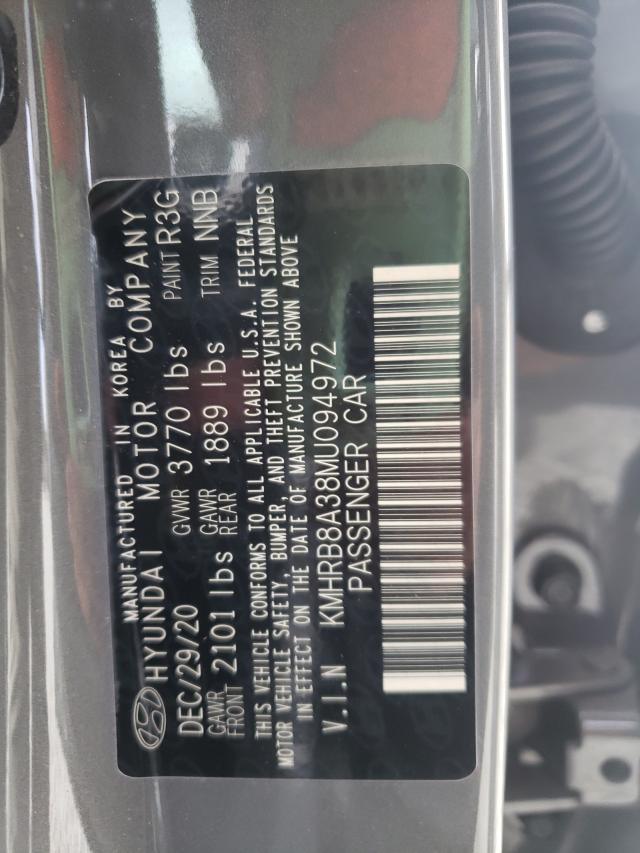 MANUFACTURED IN KOREA BY
HYUNDAI MOTOR COMPANY
DEC/29/20 GVWR 3770 lbs PAINT R3G
GAWR FRONT 2101 lbs GAWR REAR 1889 lbs TRIM NNB
THIS VEHICLE CONFORMS TO ALL APPLICABLE U.S.A. FEDERAL
MOTOR VEHICLE SAFETY, BUMPER, AND THEFT PREVENTION STANDARDS
IN EFFECT ON THE DATE OF MANUFACTURE SHOWN ABOVE
V.I.N KMHRB8A38MU094972
PASSENGER CAR